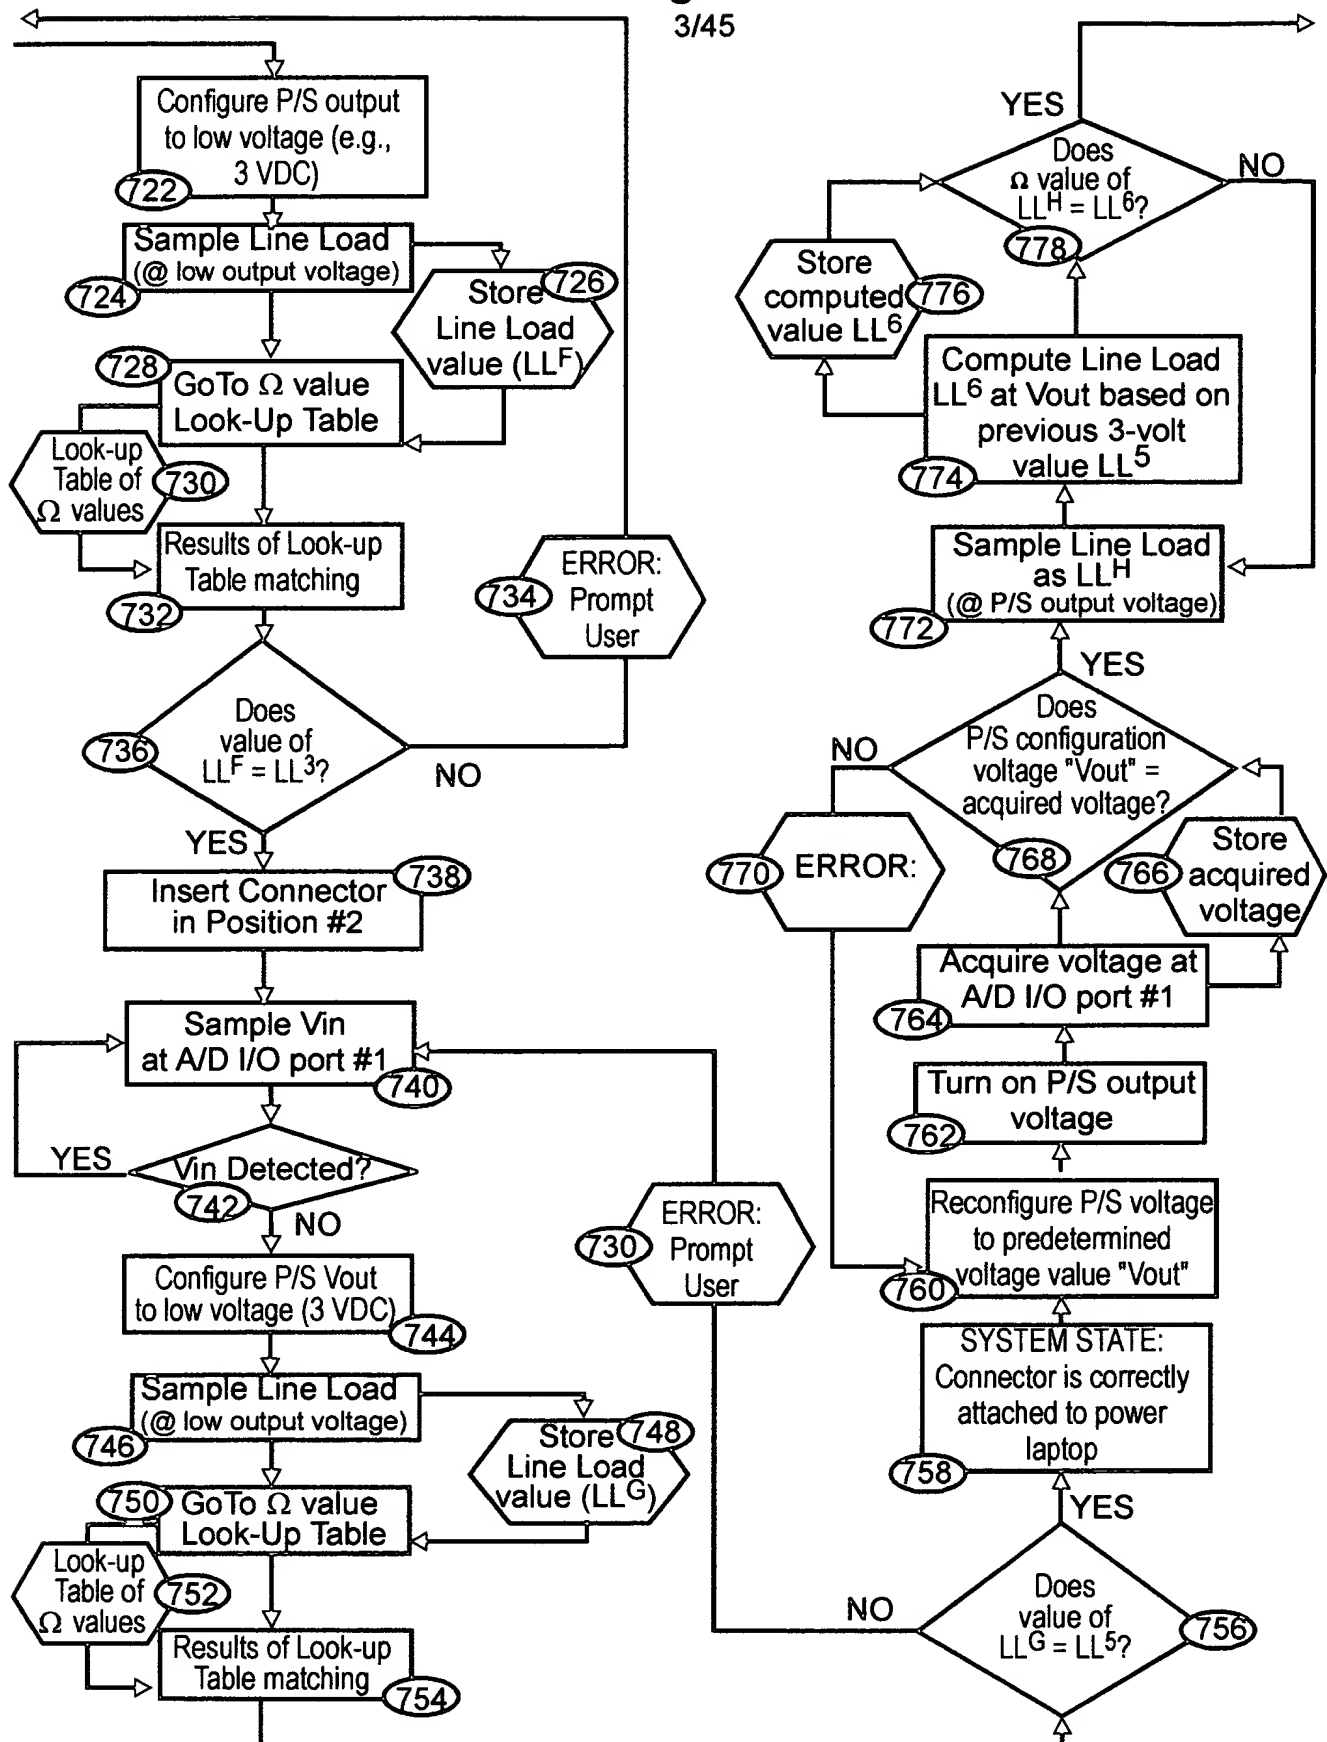 3/45
Configure P/S output
to low voltage (e.g.,
3 VDC)
722
Sample Line Load
(@ low output voltage)
724
726
Store
Line Load
value (LLF)
728
GoTo Ω value
Look-Up Table
Look-up
Table of
Ω values
730
Results of Look-up
Table matching
732
ERROR:
Prompt
User
734
Does
value of
LLF = LL3?
736
NO
YES
738
Insert Connector
in Position #2
Sample Vin
at A/D I/O port #1
740
YES
Vin Detected?
742
NO
Configure P/S Vout
to low voltage (3 VDC)
744
Sample Line Load
(@ low output voltage)
746
748
Store
Line Load
value (LLG)
750
GoTo Ω value
Look-Up Table
Look-up
Table of
Ω values
752
Results of Look-up
Table matching
754
ERROR:
Prompt
User
730
YES
Does
Ω value of
LLH = LL6?
778
NO
Store
computed
value LL6
776
Compute Line Load
LL6 at Vout based on
previous 3-volt
value LL5
774
Sample Line Load
as LLH
(@ P/S output voltage)
772
YES
Does
P/S configuration
voltage "Vout" =
acquired voltage?
768
NO
770
ERROR:
766
Store
acquired
voltage
Acquire voltage at
A/D I/O port #1
764
Turn on P/S output
voltage
762
Reconfigure P/S voltage
to predetermined
voltage value "Vout"
760
SYSTEM STATE:
Connector is correctly
attached to power
laptop
758
YES
Does
value of
LLG = LL5?
756
NO